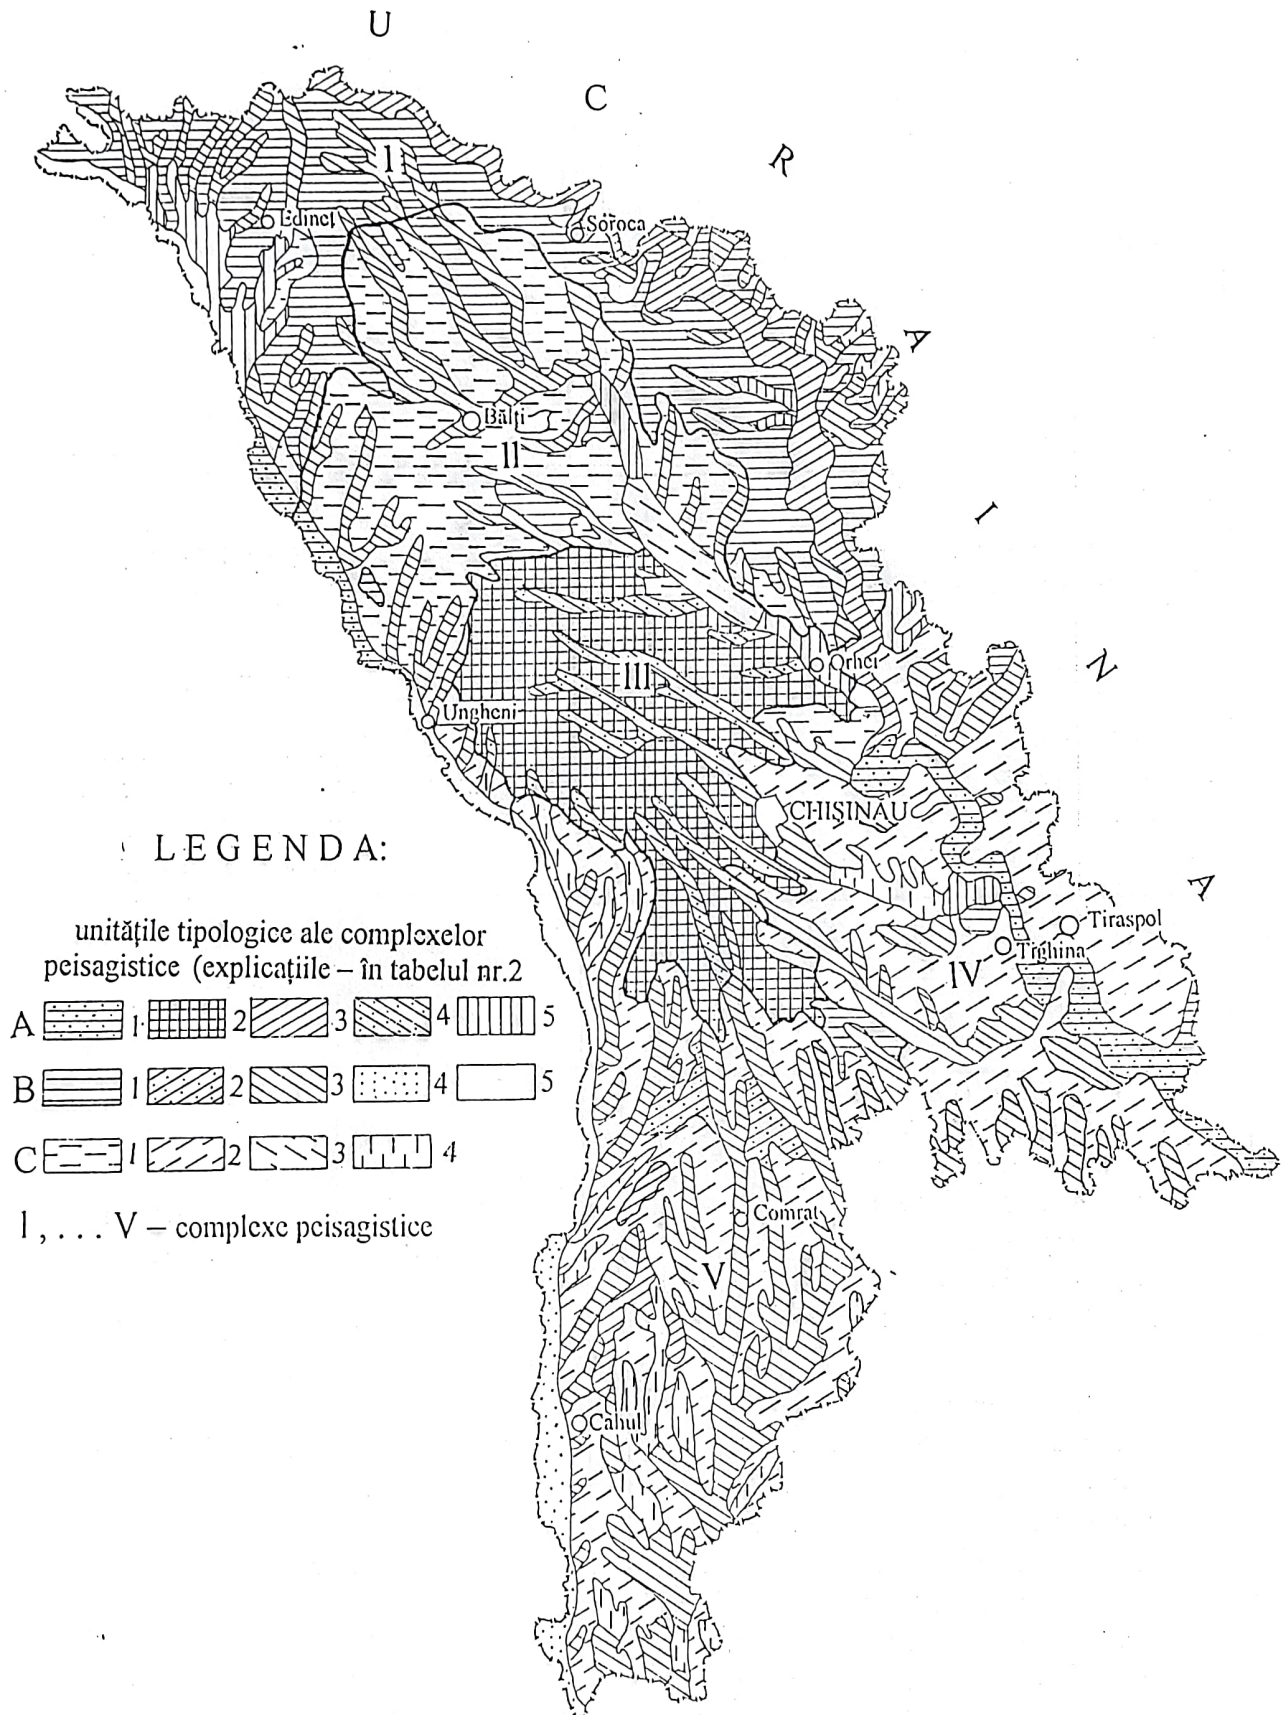 U
C
R
A
I
N
A
I
Edineţ
Soroca
Bălţi
II
III
Orhei
Ungheni
CHIŞINĂU
Tiraspol
Tighina
IV
Comrat
V
Cahul
LEGENDA:
unităţile tipologice ale complexelor
peisagistice (explicaţiile – în tabelul nr.2
A 1 2 3 4 5
B 1 2 3 4 5
C 1 2 3 4
I , . . . V – complexe peisagistice